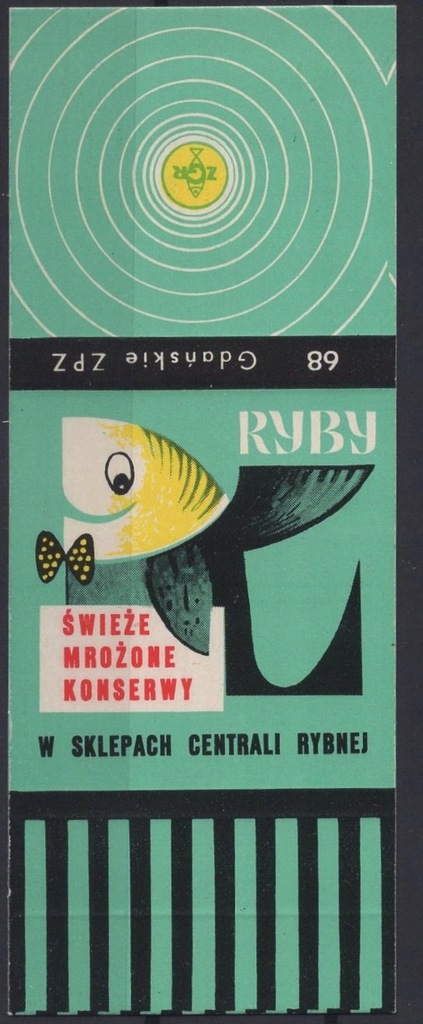 ZGR
Gdańskie ZPZ 68
RYBY
ŚWIEŻE
MROŻONE
KONSERWY
W SKLEPACH CENTRALI RYBNEJ